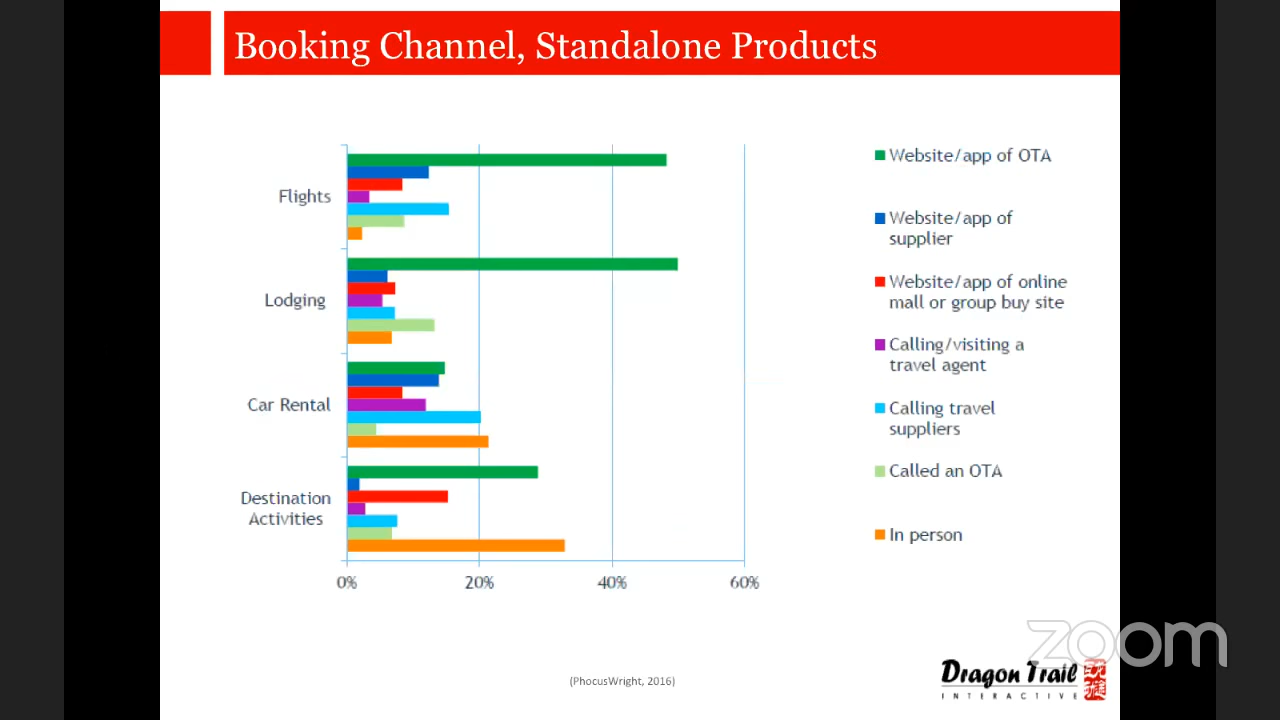 Booking Channel, Standalone Products
Flights
Lodging
Car Rental
Destination
Activities
0%
20%
40%
60%
Website/app of OTA
Website/app of
supplier
Website/app of online
mall or group buy site
Calling/visiting a
travel agent
Calling travel
suppliers
Called an OTA
In person
(PhocusWright, 2016)
zoom
Dragon Trail
INTERACTIVE